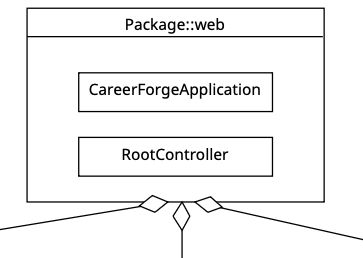 Package::web
CareerForgeApplication
RootController